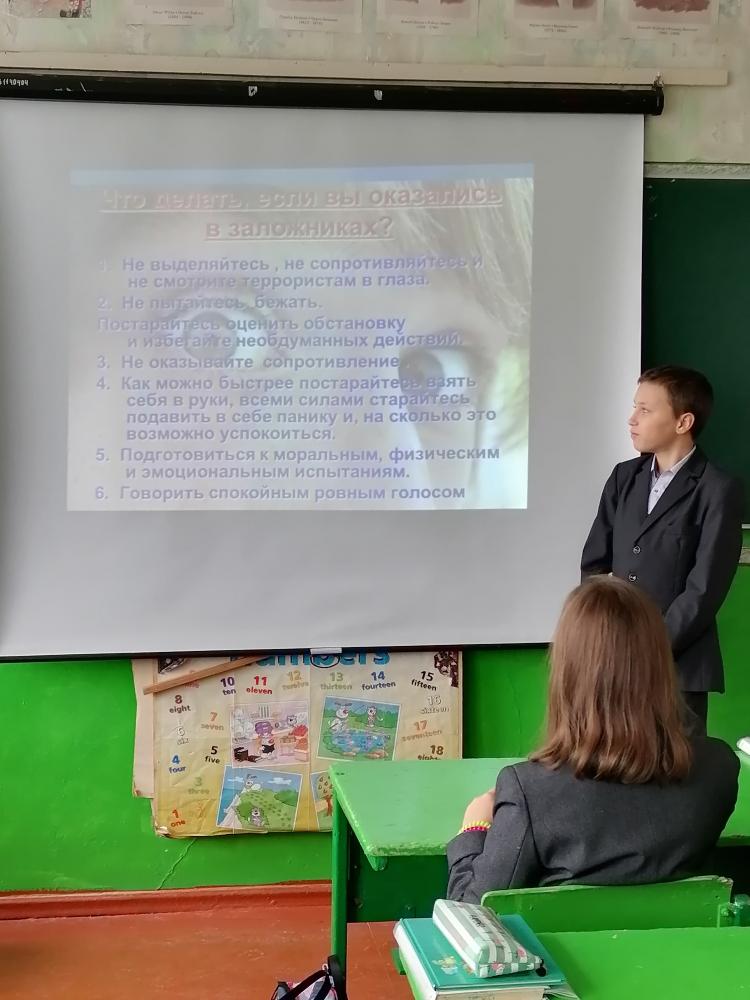 Что делать, если вы оказались
в заложниках?
1. Не выделяйтесь , не сопротивляйтесь и
не смотрите террористам в глаза.
2. Не пытайтесь бежать.
Постарайтесь оценить обстановку
и избегайте необдуманных действий.
3. Не оказывайте сопротивление
4. Как можно быстрее постарайтесь взять
себя в руки, всеми силами старайтесь
подавить в себе панику и, на сколько это
возможно успокоиться.
5. Подготовиться к моральным, физическим
и эмоциональным испытаниям.
6. Говорить спокойным ровным голосом
numbers
10 11 12 13 14 15
ten eleven twelve thirteen fourteen fifteen
8 16
eight sixteen
7 17
seven seventeen
6 18
six
5
five
4
four
3
three
1
one